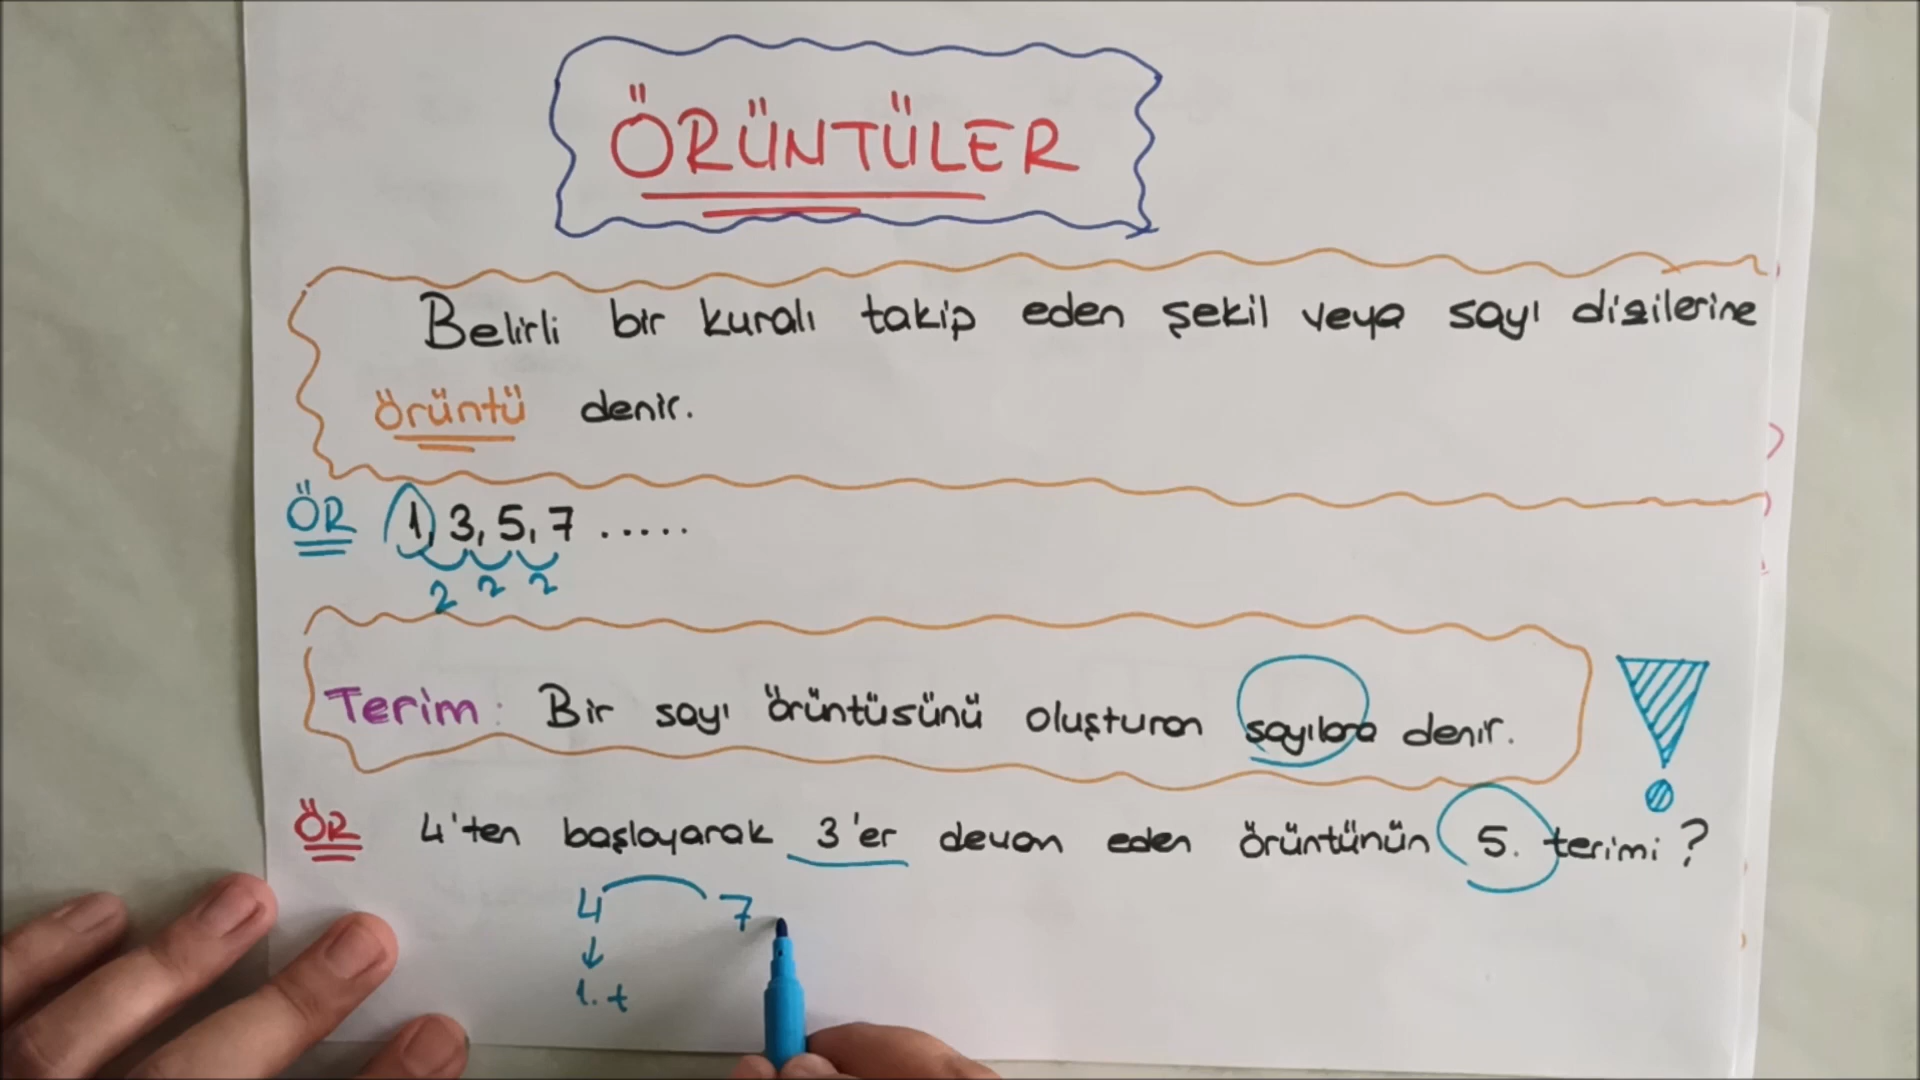 ÖRÜNTÜLER
Belirli bir kuralı takip eden şekil veya sayı dizilerine
örüntü denir.
ÖR 1, 3, 5, 7 .....
2 2 2
Terim: Bir sayı örüntüsünü oluşturan sayılara denir.
ÖR 4'ten başlayarak 3'er devam eden örüntünün 5. terimi ?
4 7
1. t